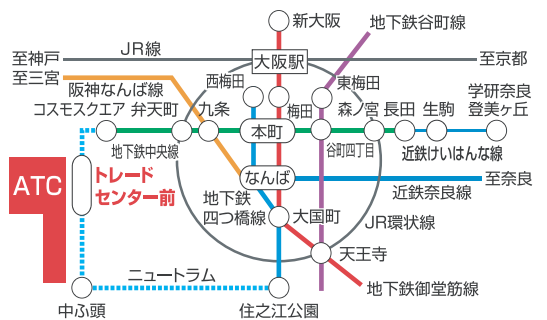 新大阪
地下鉄谷町線
JR線
至神戸
大阪駅
至京都
至三宮
阪神なんば線
西梅田
東梅田
学研奈良
登美ヶ丘
コスモスクエア
弁天町
九条
梅田
森ノ宮
長田
生駒
本町
地下鉄中央線
谷町四丁目
近鉄けいはんな線
ATC
トレード
センター前
なんば
至奈良
近鉄奈良線
地下鉄
四つ橋線
大国町
JR環状線
天王寺
ニュートラム
地下鉄御堂筋線
中ふ頭
住之江公園